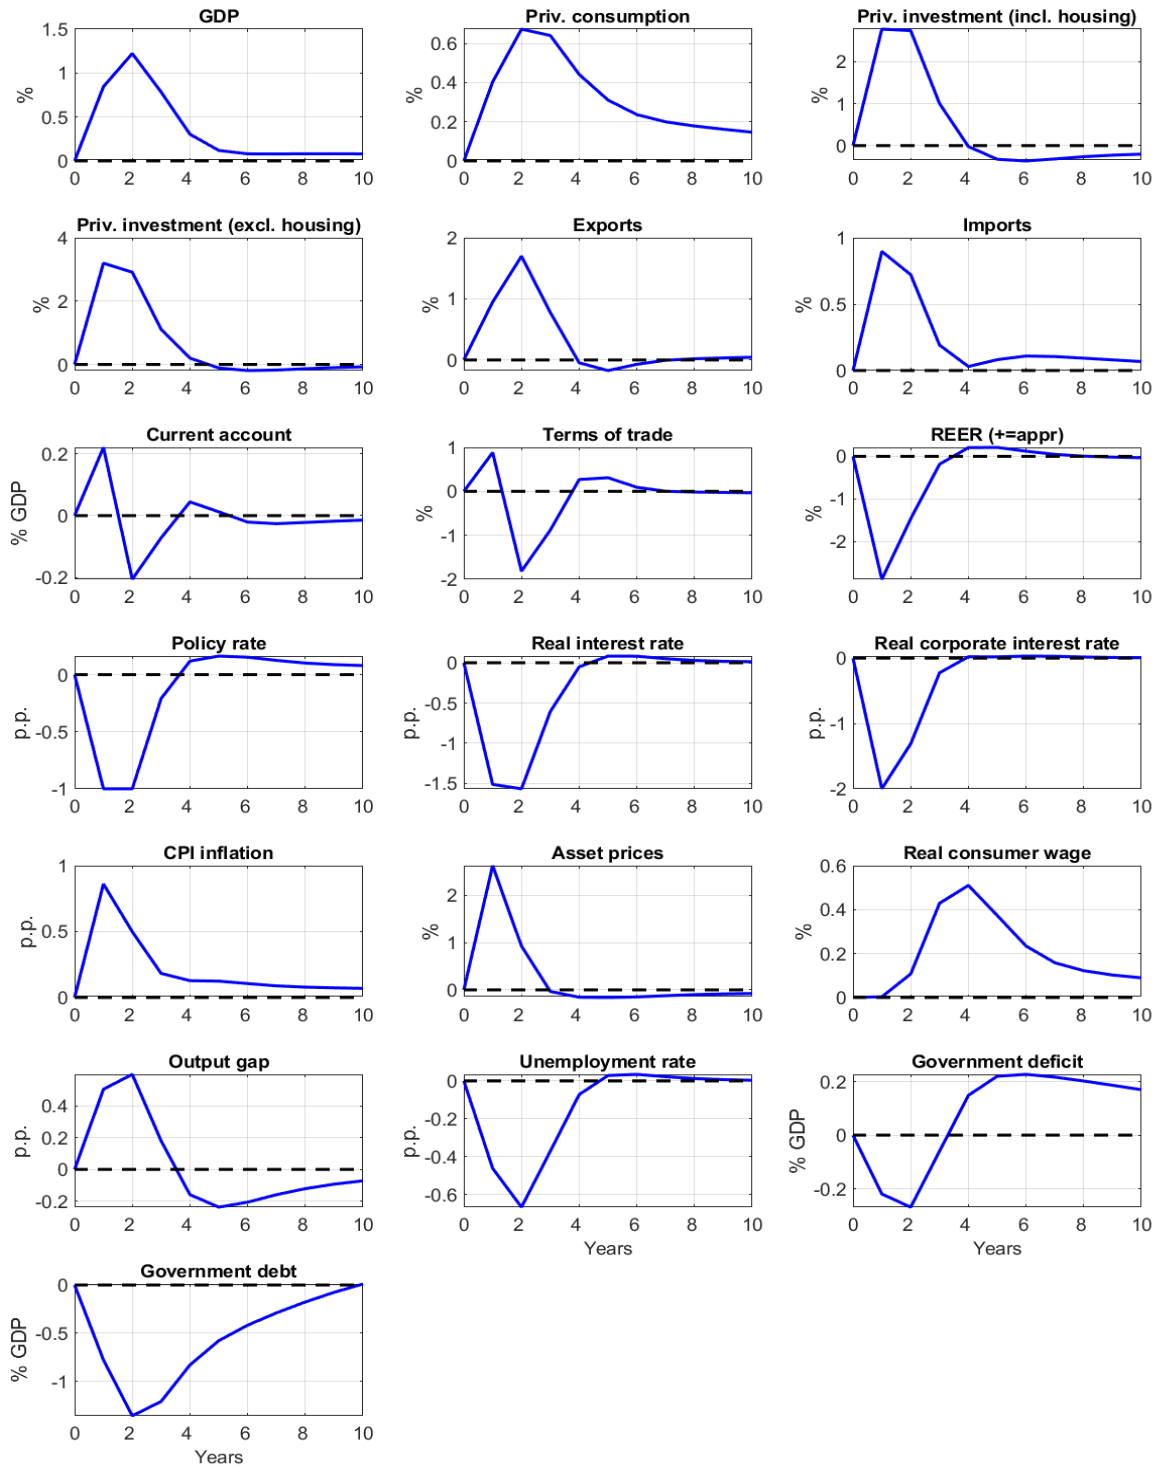 GDP
Priv. consumption
Priv. investment (incl. housing)
%
1.5
1
0.5
0
0 2 4 6 8 10
%
0.6
0.4
0.2
0
0 2 4 6 8 10
%
2
1
0
0 2 4 6 8 10
Priv. investment (excl. housing)
Exports
Imports
%
4
2
0
0 2 4 6 8 10
%
2
1
0
0 2 4 6 8 10
%
1
0.5
0
0 2 4 6 8 10
Current account
Terms of trade
REER (+=appr)
% GDP
0.2
0
-0.2
0 2 4 6 8 10
%
1
0
-1
-2
0 2 4 6 8 10
%
0
-1
-2
0 2 4 6 8 10
Policy rate
Real interest rate
Real corporate interest rate
p.p.
0
-0.5
-1
0 2 4 6 8 10
p.p.
0
-0.5
-1
-1.5
0 2 4 6 8 10
p.p.
0
-1
-2
0 2 4 6 8 10
CPI inflation
Asset prices
Real consumer wage
p.p.
1
0.5
0
0 2 4 6 8 10
%
2
1
0
0 2 4 6 8 10
%
0.6
0.4
0.2
0
0 2 4 6 8 10
Output gap
Unemployment rate
Government deficit
p.p.
0.4
0.2
0
-0.2
0 2 4 6 8 10
p.p.
0
-0.2
-0.4
-0.6
0 2 4 6 8 10
Years
% GDP
0.2
0
-0.2
0 2 4 6 8 10
Years
Government debt
% GDP
0
-0.5
-1
0 2 4 6 8 10
Years